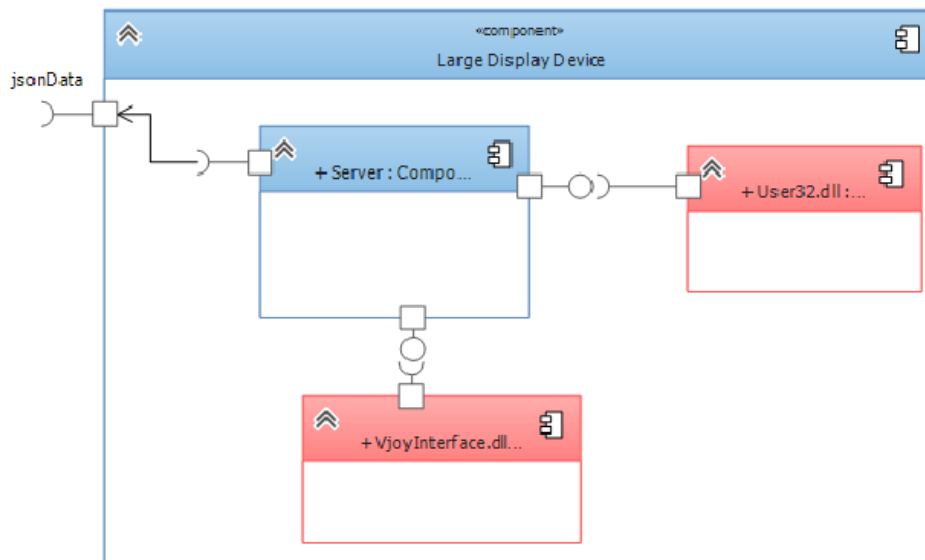 «component»
Large Display Device
jsonData
+ Server : Compo...
+ User32.dll :...
+ VjoyInterface.dll...